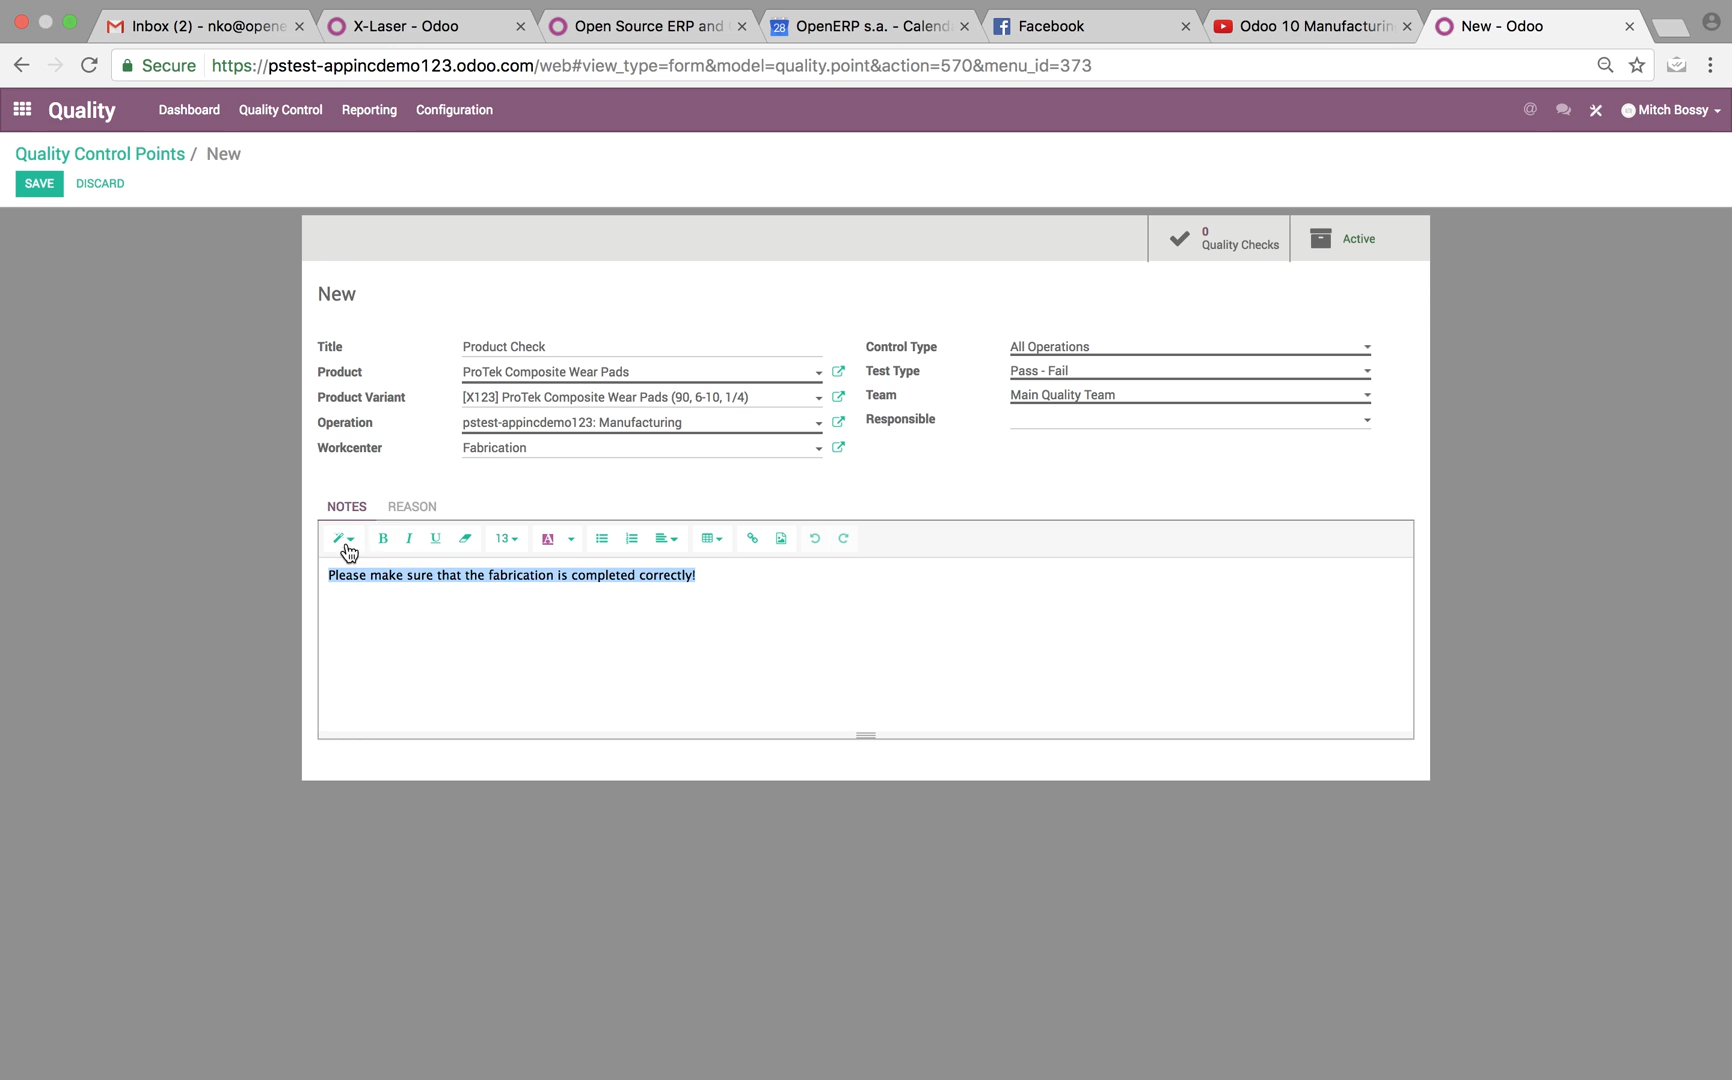 Inbox (2) - nko@opene X-Laser - Odoo Open Source ERP and 28 OpenERP s.a. - Calend Facebook Odoo 10 Manufacturin New - Odoo
Secure https://pstest-appincdemo123.odoo.com/web#view_type=form&model=quality.point&action=570&menu_id=373
Quality Dashboard Quality Control Reporting Configuration @ Mitch Bossy
Quality Control Points / New
SAVE DISCARD
0
Quality Checks Active
New
Title Product Check Control Type All Operations
Product ProTek Composite Wear Pads Test Type Pass - Fail
Product Variant [X123] ProTek Composite Wear Pads (90, 6-10, 1/4) Team Main Quality Team
Operation pstest-appincdemo123: Manufacturing Responsible
Workcenter Fabrication
NOTES REASON
B I U 13 A
Please make sure that the fabrication is completed correctly!